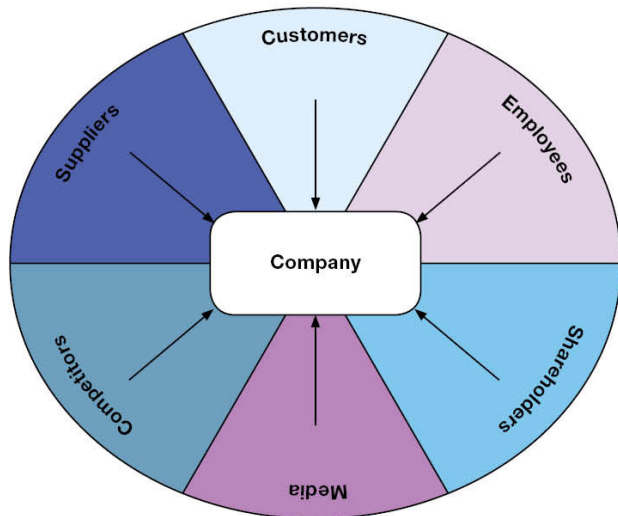 Customers
Employees
Shareholders
Media
Competitors
Suppliers
Company